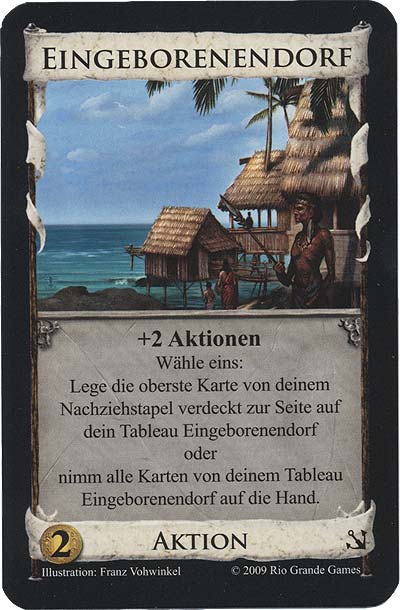 EINGEBORENENDORF
+2 Aktionen
Wähle eins:
Lege die oberste Karte von deinem
Nachziehstapel verdeckt zur Seite auf
dein Tableau Eingeborenendorf
oder
nimm alle Karten von deinem Tableau
Eingeborenendorf auf die Hand.
2 AKTION
Illustration: Franz Vohwinkel © 2009 Rio Grande Games